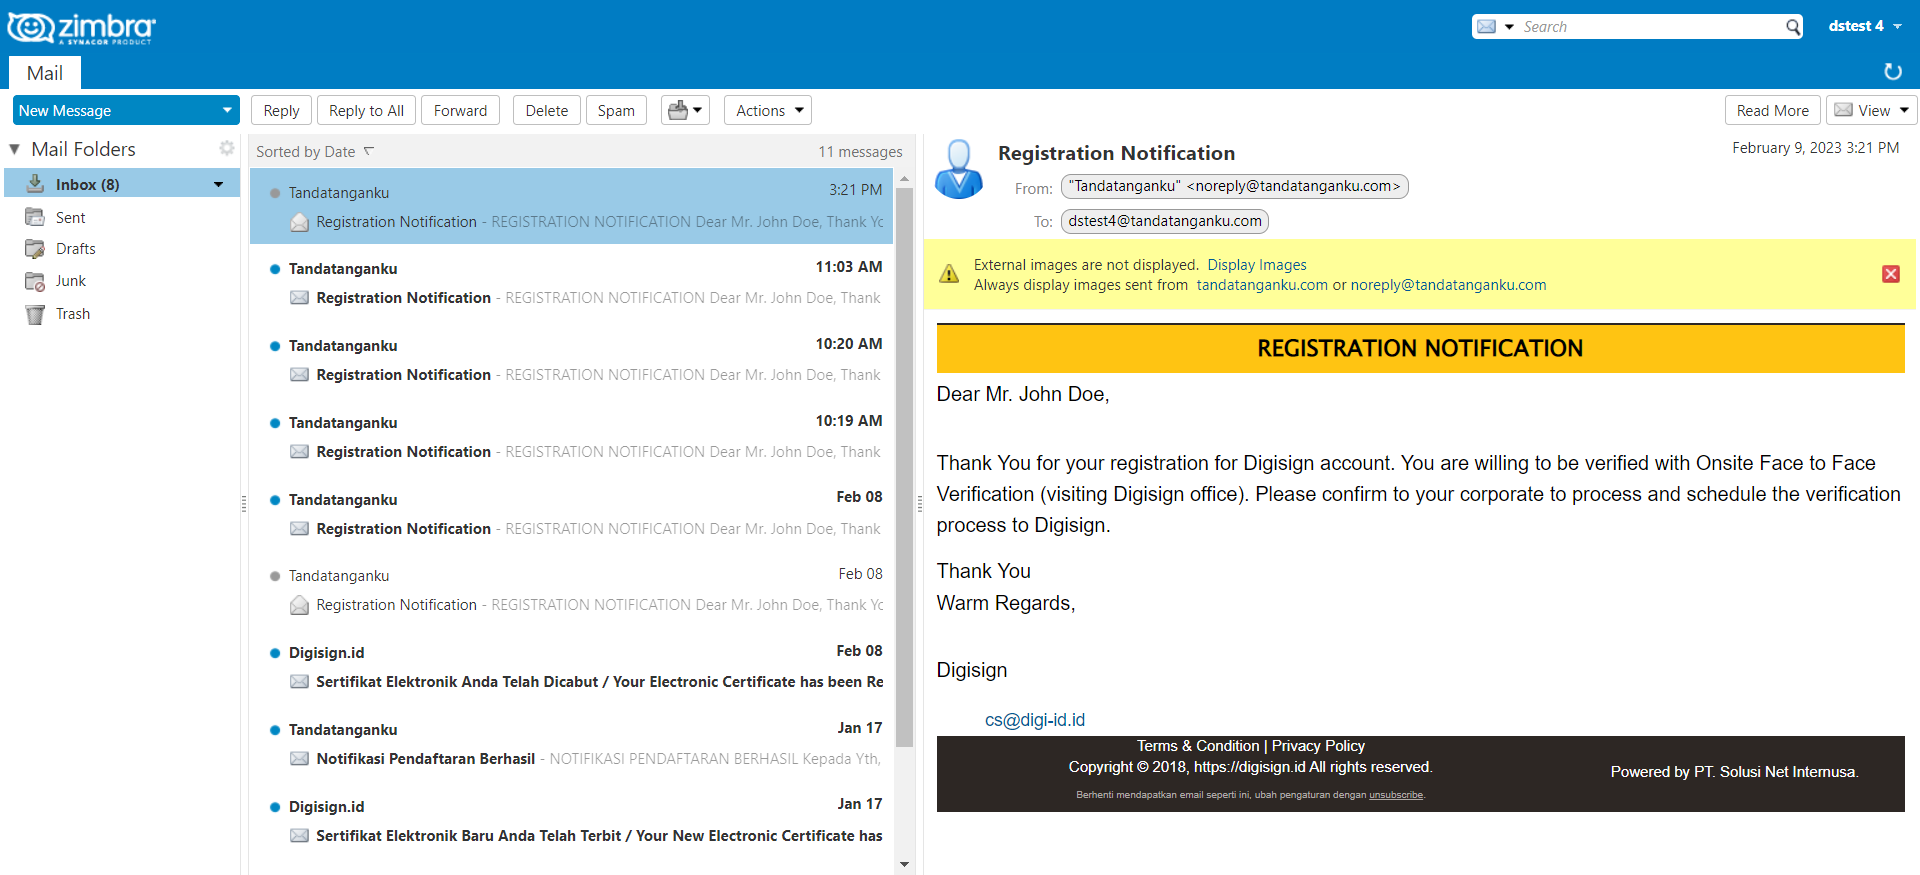 zimbra
A SYNACOR PRODUCT
Search
dstest 4
Mail
New Message
Reply
Reply to All
Forward
Delete
Spam
Actions
Read More
View
Mail Folders
Inbox (8)
Sent
Drafts
Junk
Trash
Sorted by Date
11 messages
Tandatanganku 3:21 PM
Registration Notification - REGISTRATION NOTIFICATION Dear Mr. John Doe, Thank Yo
Tandatanganku 11:03 AM
Registration Notification - REGISTRATION NOTIFICATION Dear Mr. John Doe, Thank
Tandatanganku 10:20 AM
Registration Notification - REGISTRATION NOTIFICATION Dear Mr. John Doe, Thank
Tandatanganku 10:19 AM
Registration Notification - REGISTRATION NOTIFICATION Dear Mr. John Doe, Thank
Tandatanganku Feb 08
Registration Notification - REGISTRATION NOTIFICATION Dear Mr. John Doe, Thank
Tandatanganku Feb 08
Registration Notification - REGISTRATION NOTIFICATION Dear Mr. John Doe, Thank Yo
Digisign.id Feb 08
Sertifikat Elektronik Anda Telah Dicabut / Your Electronic Certificate has been Re
Tandatanganku Jan 17
Notifikasi Pendaftaran Berhasil - NOTIFIKASI PENDAFTARAN BERHASIL Kepada Yth,
Digisign.id Jan 17
Sertifikat Elektronik Baru Anda Telah Terbit / Your New Electronic Certificate has
Registration Notification
February 9, 2023 3:21 PM
From: "Tandatanganku" <noreply@tandatanganku.com>
To: dstest4@tandatanganku.com
External images are not displayed. Display Images
Always display images sent from tandatanganku.com or noreply@tandatanganku.com
REGISTRATION NOTIFICATION
Dear Mr. John Doe,
Thank You for your registration for Digisign account. You are willing to be verified with Onsite Face to Face
Verification (visiting Digisign office). Please confirm to your corporate to process and schedule the verification
process to Digisign.
Thank You
Warm Regards,
Digisign
cs@digi-id.id
Terms & Condition | Privacy Policy
Copyright © 2018, https://digisign.id All rights reserved.
Powered by PT. Solusi Net Internusa.
Berhenti mendapatkan email seperti ini, ubah pengaturan dengan unsubscribe.